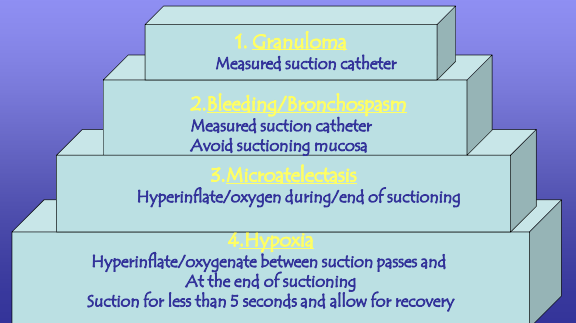 1. Granuloma
Measured suction catheter
2.Bleeding/Bronchospasm
Measured suction catheter
Avoid suctioning mucosa
3.Microatelectasis
Hyperinflate/oxygen during/end of suctioning
4.Hypoxia
Hyperinflate/oxygenate between suction passes and
At the end of suctioning
Suction for less than 5 seconds and allow for recovery